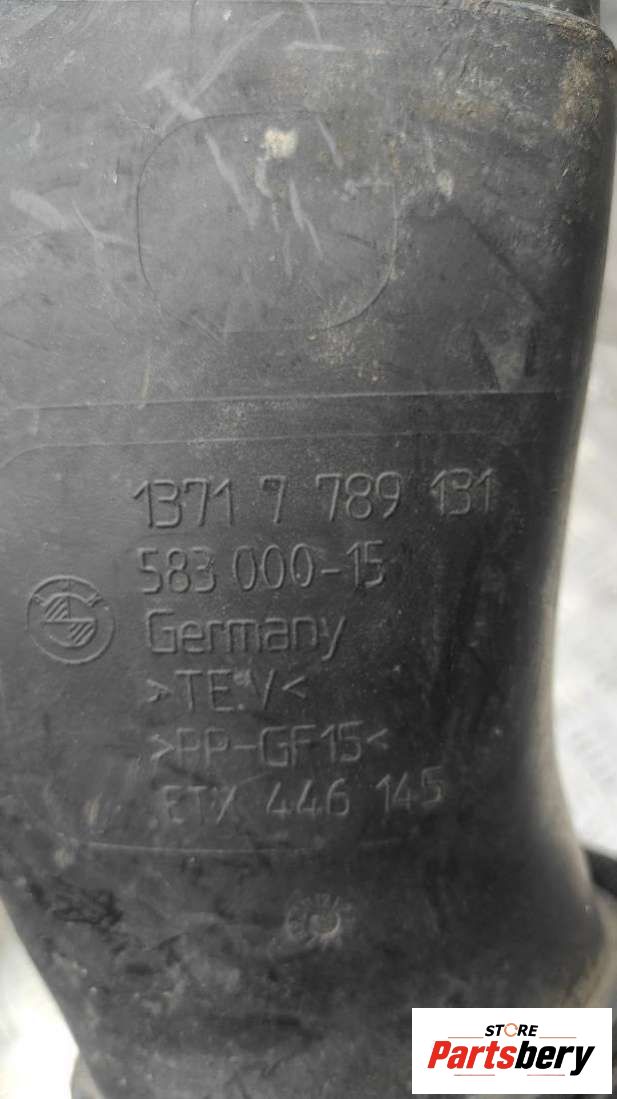 1371 7 789 131
583 000-15
Germany
>TE.V<
>PP-GF15<
ETX 446 145
STORE
Partsbery